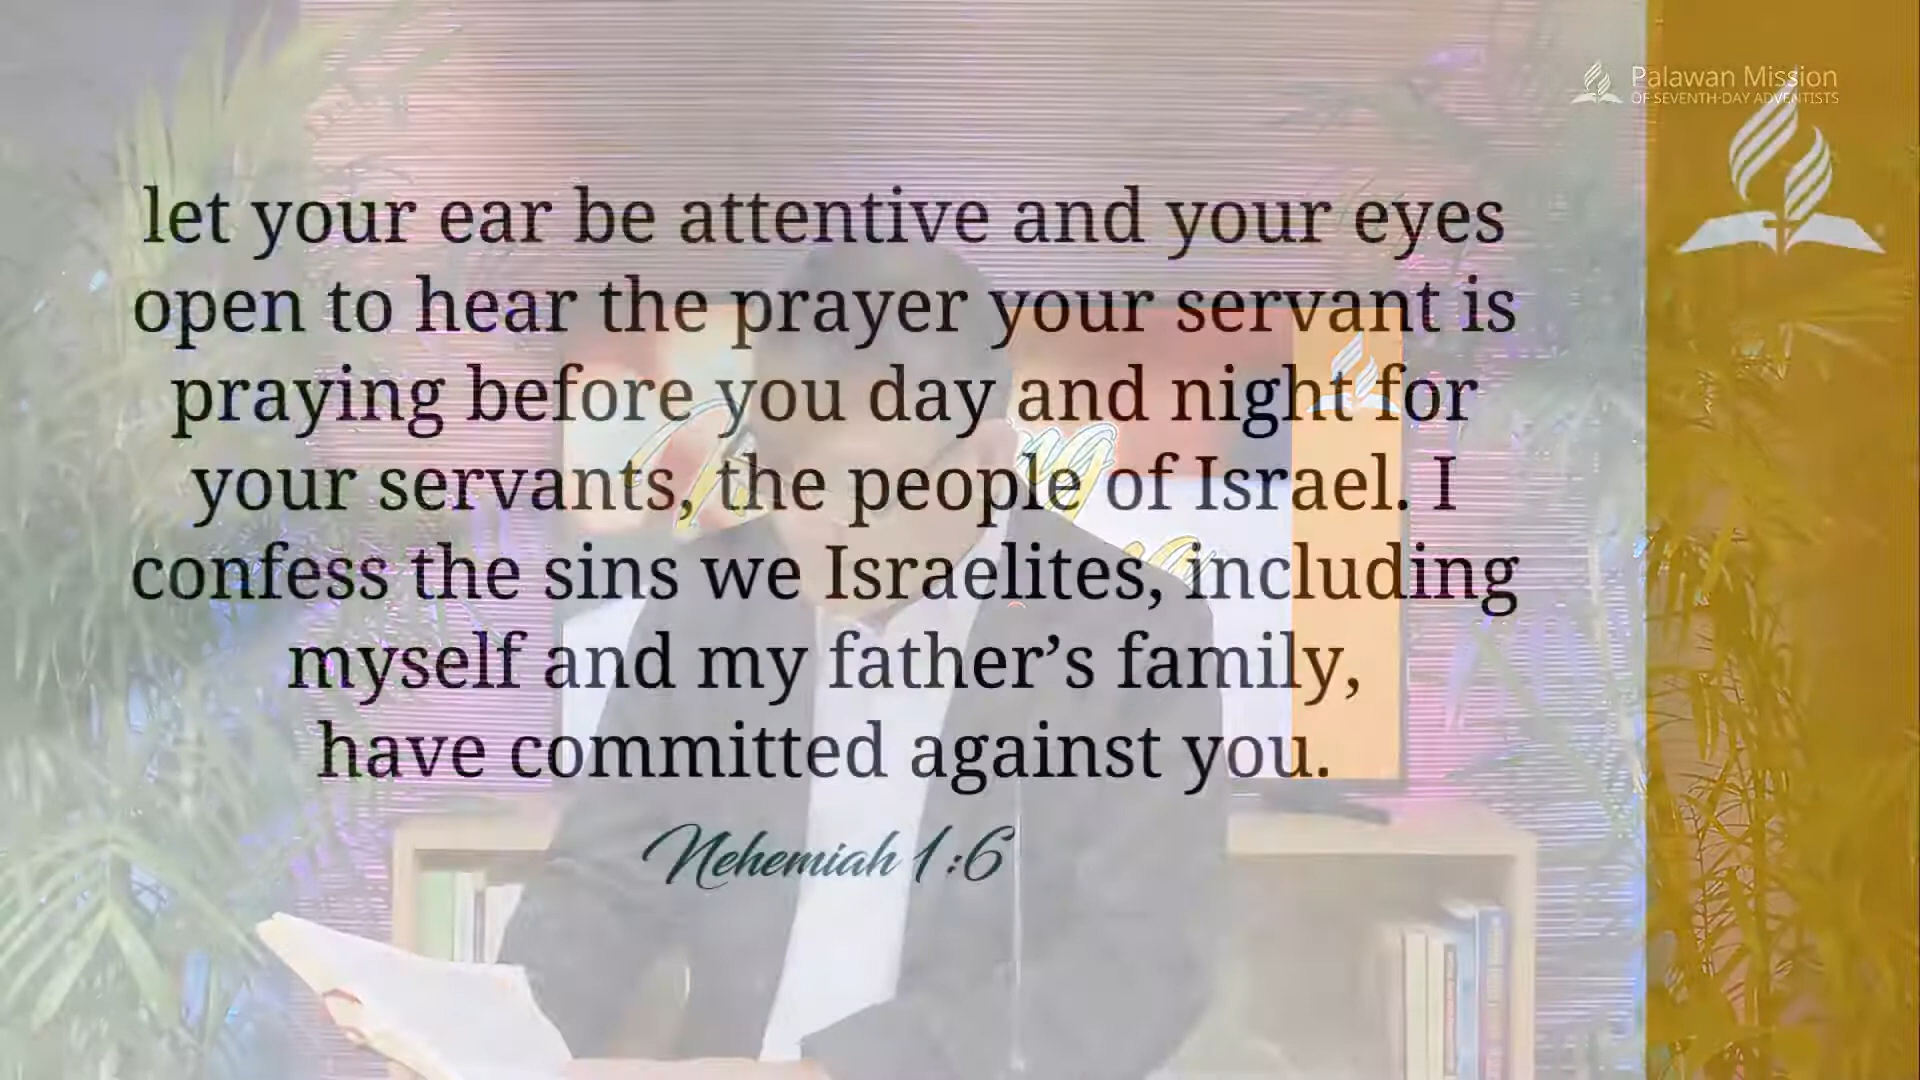 Palawan Mission
OF SEVENTH-DAY ADVENTISTS
let your ear be attentive and your eyes
open to hear the prayer your servant is
praying before you day and night for
your servants, the people of Israel. I
confess the sins we Israelites, including
myself and my father’s family,
have committed against you.
Nehemiah 1:6